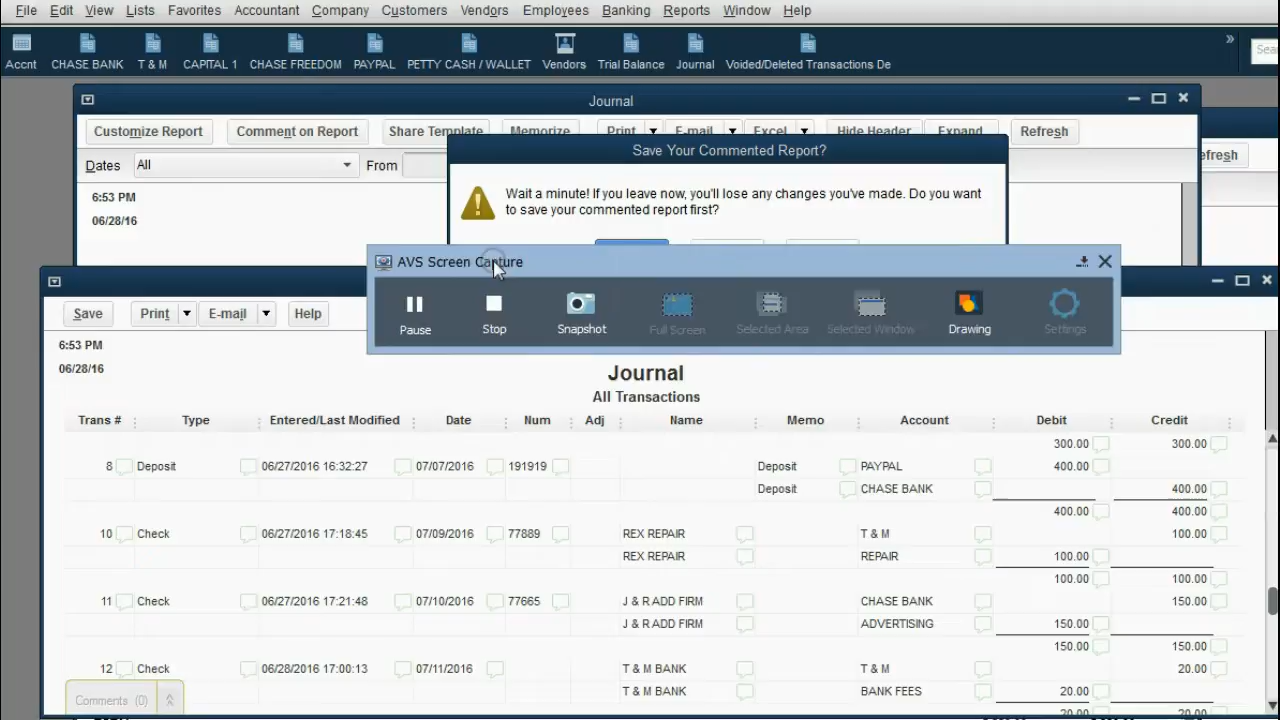 File Edit View Lists Favorites Accountant Company Customers Vendors Employees Banking Reports Window Help
Accnt CHASE BANK T & M CAPITAL 1 CHASE FREEDOM PAYPAL PETTY CASH / WALLET Vendors Trial Balance Journal Voided/Deleted Transactions De » Sea
Journal
Customize Report Comment on Report Share Template Memorize Print E-mail Excel Hide Header Expand Refresh
Save Your Commented Report?
Dates All From
Wait a minute! If you leave now, you'll lose any changes you've made. Do you want
to save your commented report first?
6:53 PM
06/28/16
AVS Screen Capture
Pause Stop Snapshot Full Screen Selected Area Selected Window Drawing Settings
Save Print E-mail Help
6:53 PM
06/28/16
Journal
All Transactions
Trans # Type Entered/Last Modified Date Num Adj Name Memo Account Debit Credit
300.00 300.00
8 Deposit 06/27/2016 16:32:27 07/07/2016 191919 Deposit PAYPAL 400.00
Deposit CHASE BANK 400.00
400.00 400.00
10 Check 06/27/2016 17:18:45 07/09/2016 77889 REX REPAIR T & M 100.00
REX REPAIR REPAIR 100.00
100.00 100.00
11 Check 06/27/2016 17:21:48 07/10/2016 77665 J & R ADD FIRM CHASE BANK 150.00
J & R ADD FIRM ADVERTISING 150.00
150.00 150.00
12 Check 06/28/2016 17:00:13 07/11/2016 T & M BANK T & M 20.00
T & M BANK BANK FEES 20.00
20.00 20.00
Comments (0)